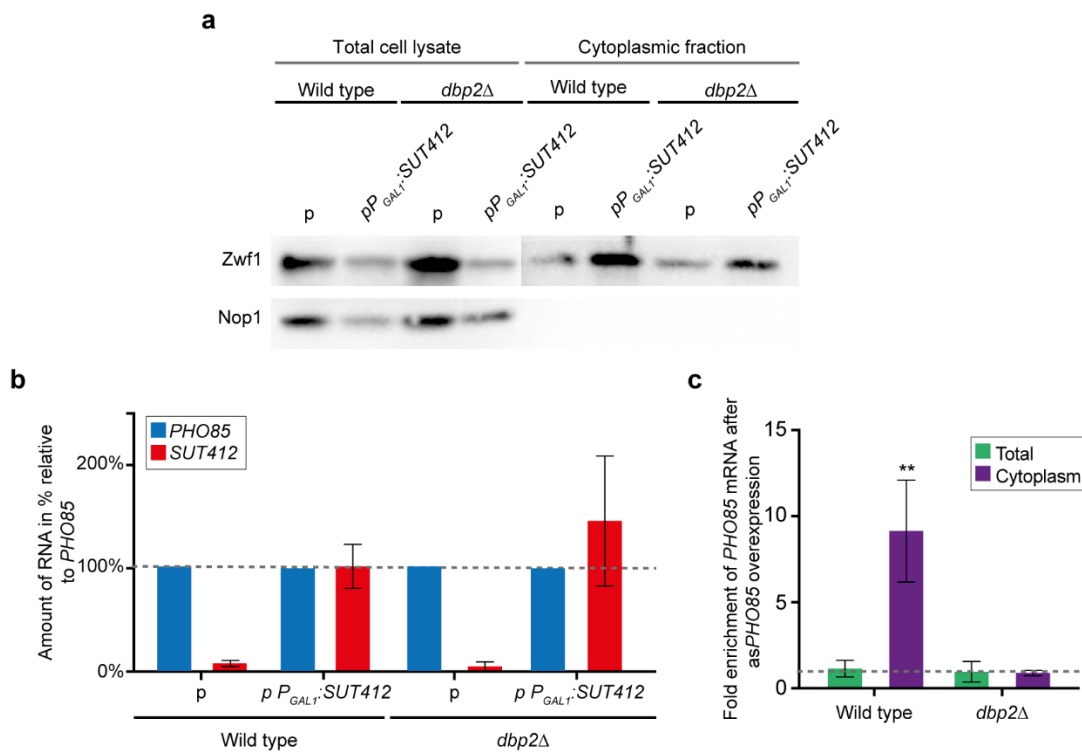 a
Total cell lysate Cytoplasmic fraction
Wild type dbp2Δ Wild type dbp2Δ
p pP GAL1:SUT412 p pP GAL1:SUT412 p pP GAL1:SUT412 p pP GAL1:SUT412
Zwf1
Nop1
b
Amount of RNA in % relative
to PHO85
PHO85
SUT412
200%
100%
0%
p p PGAL1:SUT412 p p PGAL1:SUT412
Wild type dbp2Δ
c
Fold enrichment of PHO85 mRNA after
asPHO85 overexpression
15
10
5
0
Total
Cytoplasm
**
Wild type dbp2Δ